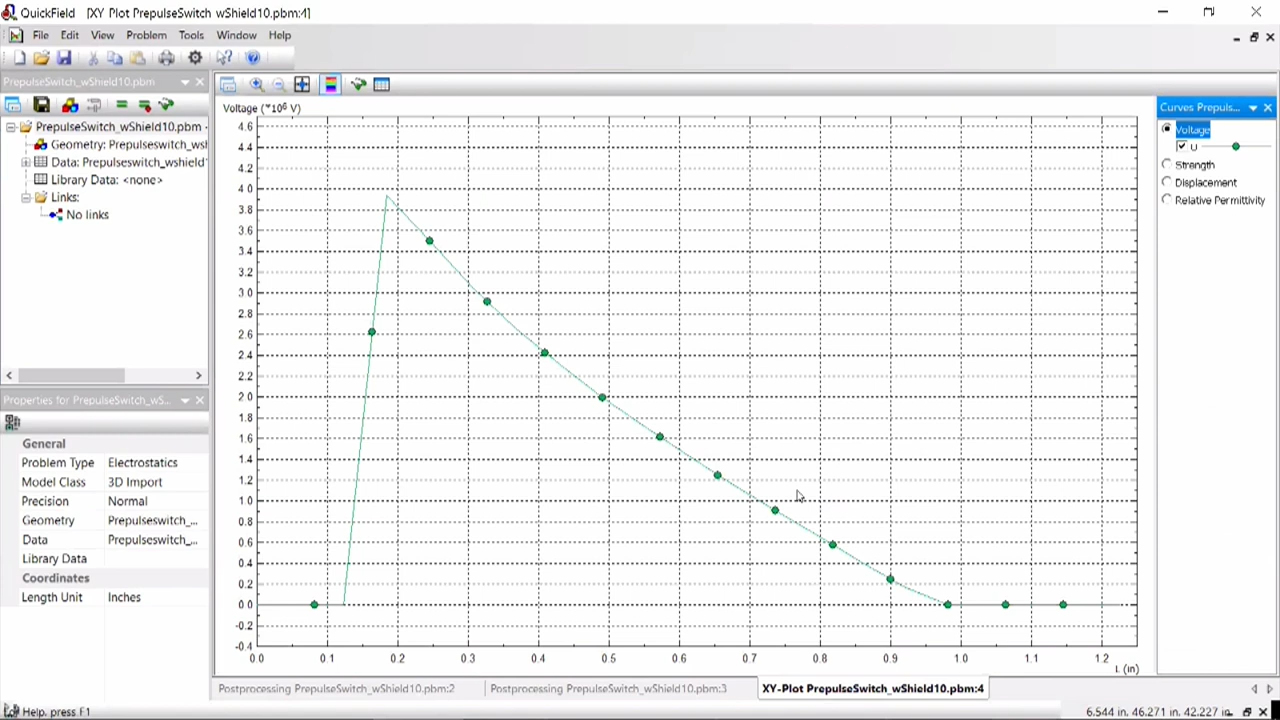 QuickField [XY Plot PrepulseSwitch_wShield10.pbm:4]
File Edit View Problem Tools Window Help
PrepulseSwitch_wShield10.pbm
PrepulseSwitch_wShield10.pbm -
Geometry: PrepulseSwitch_wsh
Data: Prepulseswitch_wshield
Library Data: <none>
Links:
No links
Properties for PrepulseSwitch_wS...
General
Problem Type Electrostatics
Model Class 3D Import
Precision Normal
Geometry Prepulseswitch_...
Data Prepulseswitch_...
Library Data
Coordinates
Length Unit Inches
Voltage (*10⁶ V)
4.6
4.4
4.2
4.0
3.8
3.6
3.4
3.2
3.0
2.8
2.6
2.4
2.2
2.0
1.8
1.6
1.4
1.2
1.0
0.8
0.6
0.4
0.2
0.0
-0.2
-0.4
0.0 0.1 0.2 0.3 0.4 0.5 0.6 0.7 0.8 0.9 1.0 1.1 1.2
L (in)
Curves Prepuls...
Voltage
U
Strength
Displacement
Relative Permittivity
Postprocessing PrepulseSwitch_wShield10.pbm:2 Postprocessing PrepulseSwitch_wShield10.pbm:3 XY-Plot PrepulseSwitch_wShield10.pbm:4
Help, press F1
6.544 in, 46.271 in, 42.227 in